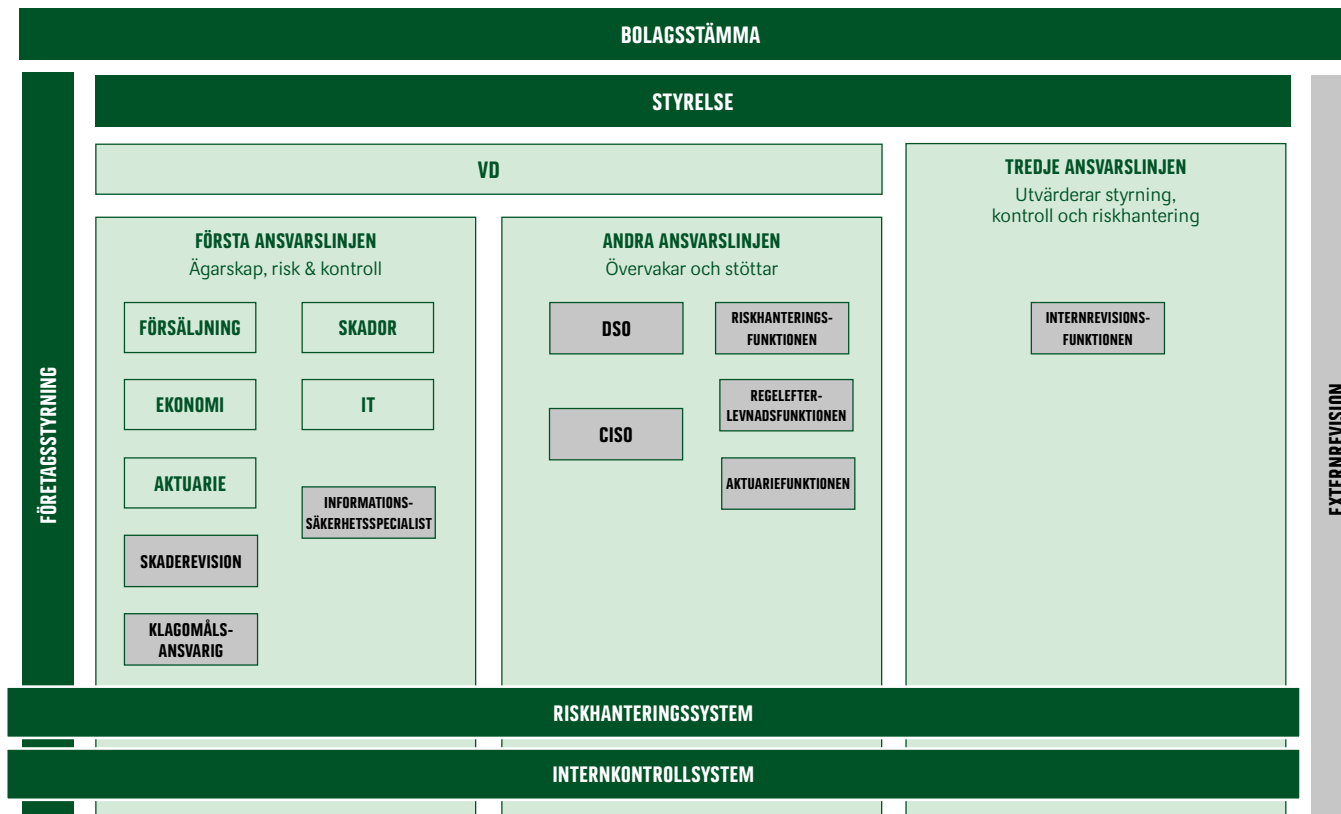 BOLAGSSTÄMMA
FÖRETAGSSTYRNING
STYRELSE
VD
FÖRSTA ANSVARSLINJEN
Ägarskap, risk & kontroll
FÖRSÄLJNING
SKADOR
EKONOMI
IT
AKTUARIE
INFORMATIONS-
SÄKERHETSSPECIALIST
SKADEREVISION
KLAGOMÅLS-
ANSVARIG
ANDRA ANSVARSLINJEN
Övervakar och stöttar
DSO
RISKHANTERINGS-
FUNKTIONEN
REGELEFTER-
LEVNADSFUNKTIONEN
CISO
AKTUARIEFUNKTIONEN
TREDJE ANSVARSLINJEN
Utvärderar styrning,
kontroll och riskhantering
INTERNREVISIONS-
FUNKTIONEN
EXTERNREVISION
RISKHANTERINGSSYSTEM
INTERNKONTROLLSYSTEM